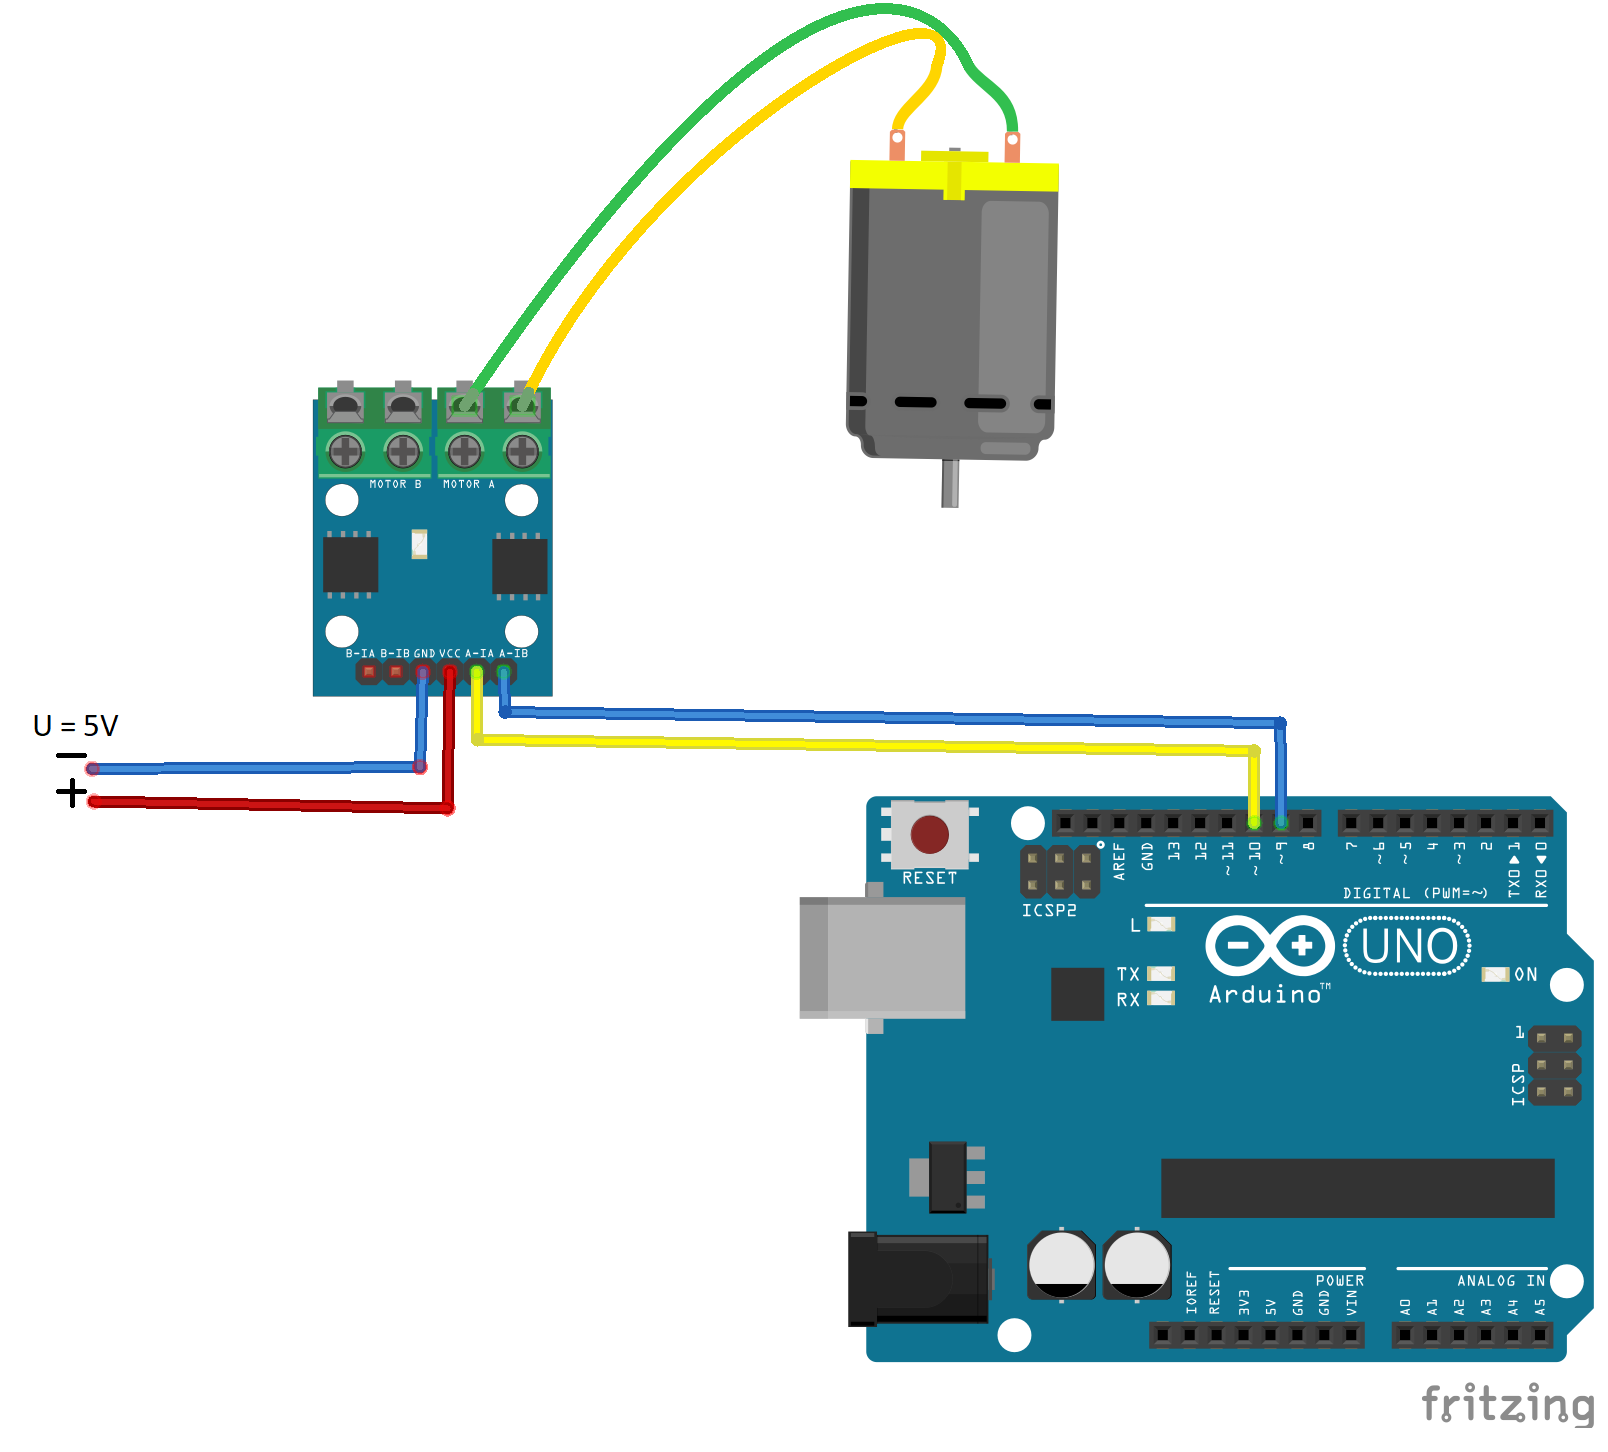 MOTOR B MOTOR A
B-IA B-IB GND VCC A-IA A-IB
U = 5V
−
+
RESET
ICSP2
AREF
GND
13
12
~11
~10
~9
8
7
~6
~5
4
~3
2
TX0▶1
RX0◀0
DIGITAL (PWM=~)
L
TX
RX
UNO
Arduino™
ON
1
ICSP
IOREF
RESET
3V3
5V
GND
GND
VIN
POWER
A0
A1
A2
A3
A4
A5
ANALOG IN
fritzing